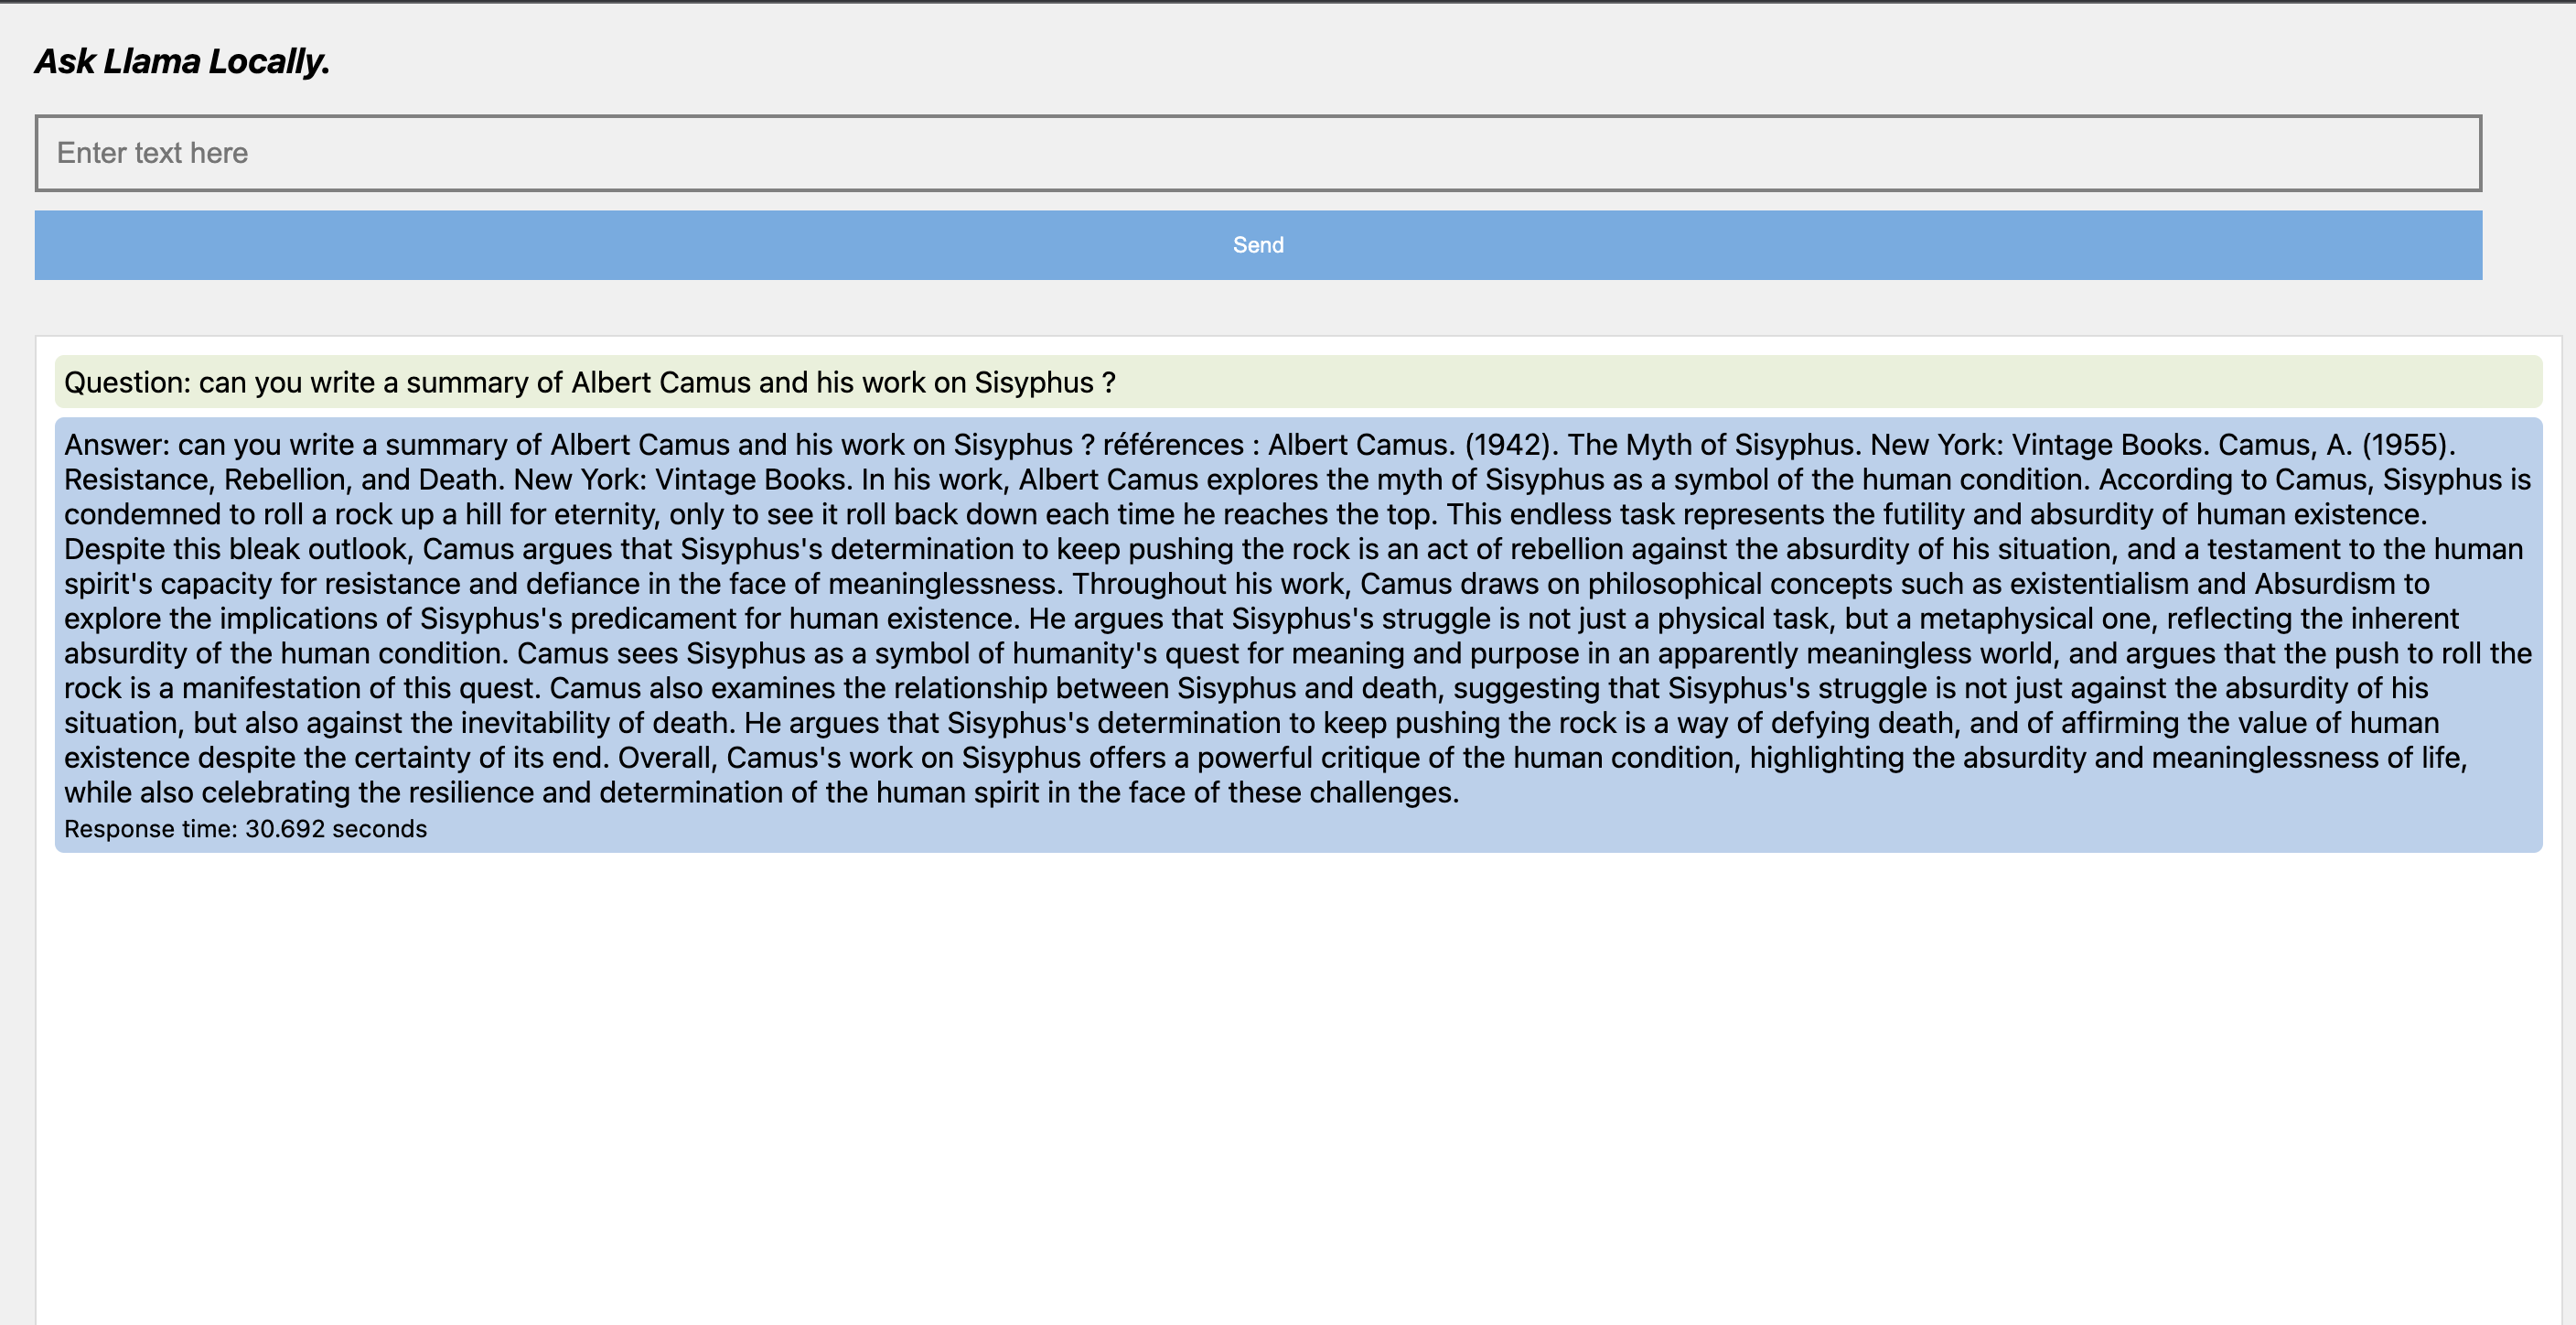 Ask Llama Locally.
Enter text here
Send
Question: can you write a summary of Albert Camus and his work on Sisyphus ?
Answer: can you write a summary of Albert Camus and his work on Sisyphus ? références : Albert Camus. (1942). The Myth of Sisyphus. New York: Vintage Books. Camus, A. (1955).
Resistance, Rebellion, and Death. New York: Vintage Books. In his work, Albert Camus explores the myth of Sisyphus as a symbol of the human condition. According to Camus, Sisyphus is
condemned to roll a rock up a hill for eternity, only to see it roll back down each time he reaches the top. This endless task represents the futility and absurdity of human existence.
Despite this bleak outlook, Camus argues that Sisyphus's determination to keep pushing the rock is an act of rebellion against the absurdity of his situation, and a testament to the human
spirit's capacity for resistance and defiance in the face of meaninglessness. Throughout his work, Camus draws on philosophical concepts such as existentialism and Absurdism to
explore the implications of Sisyphus's predicament for human existence. He argues that Sisyphus's struggle is not just a physical task, but a metaphysical one, reflecting the inherent
absurdity of the human condition. Camus sees Sisyphus as a symbol of humanity's quest for meaning and purpose in an apparently meaningless world, and argues that the push to roll the
rock is a manifestation of this quest. Camus also examines the relationship between Sisyphus and death, suggesting that Sisyphus's struggle is not just against the absurdity of his
situation, but also against the inevitability of death. He argues that Sisyphus's determination to keep pushing the rock is a way of defying death, and of affirming the value of human
existence despite the certainty of its end. Overall, Camus's work on Sisyphus offers a powerful critique of the human condition, highlighting the absurdity and meaninglessness of life,
while also celebrating the resilience and determination of the human spirit in the face of these challenges.
Response time: 30.692 seconds